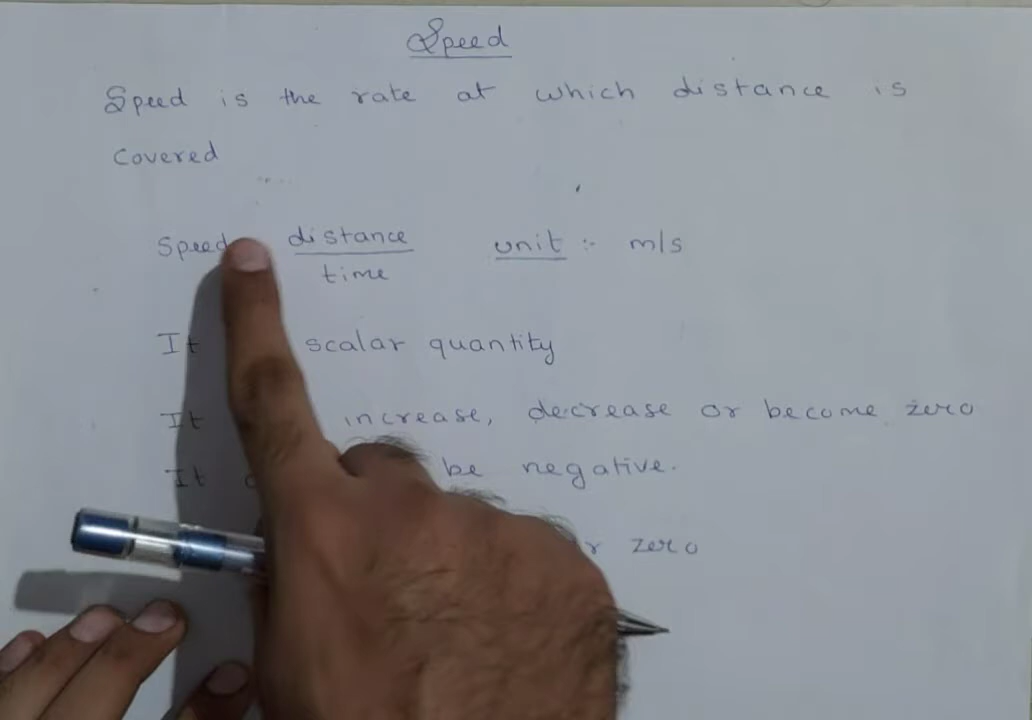 Speed
Speed is the rate at which distance is
covered
Speed distance unit :- m/s
time
It scalar quantity
It increase, decrease or become zero
It be negative.
zero